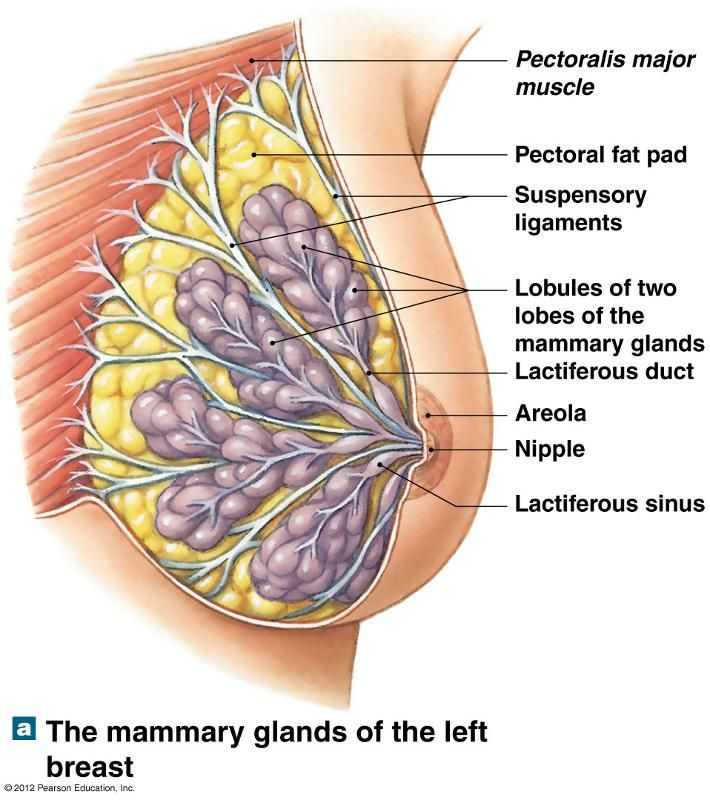 Pectoralis major
muscle
Pectoral fat pad
Suspensory
ligaments
Lobules of two
lobes of the
mammary glands
Lactiferous duct
Areola
Nipple
Lactiferous sinus
a The mammary glands of the left
breast
© 2012 Pearson Education, Inc.